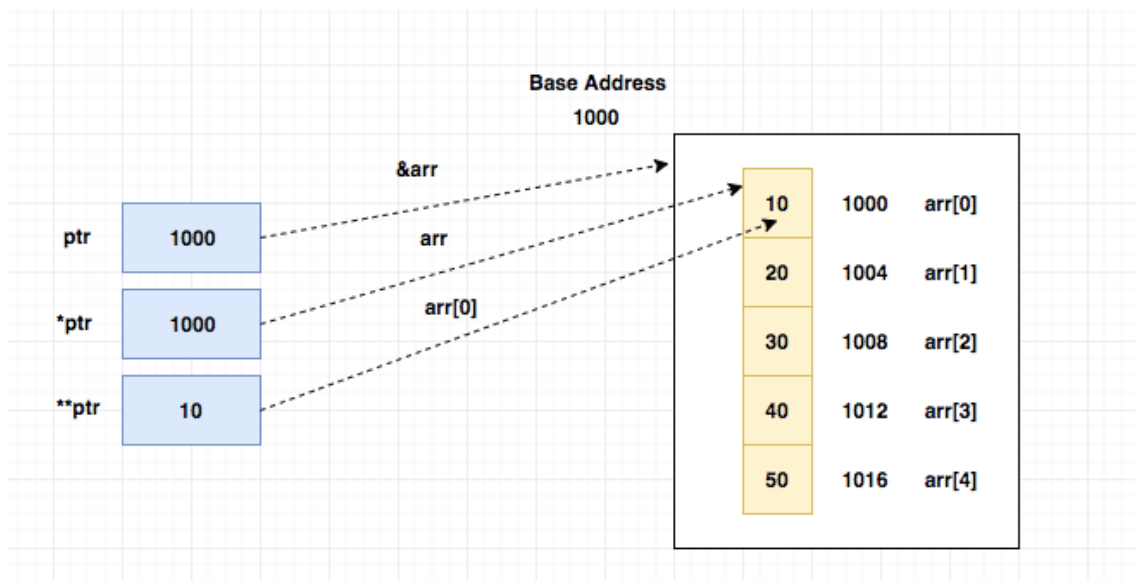 Base Address
1000
&arr
ptr 1000
arr
*ptr 1000
arr[0]
**ptr 10
10 1000 arr[0]
20 1004 arr[1]
30 1008 arr[2]
40 1012 arr[3]
50 1016 arr[4]